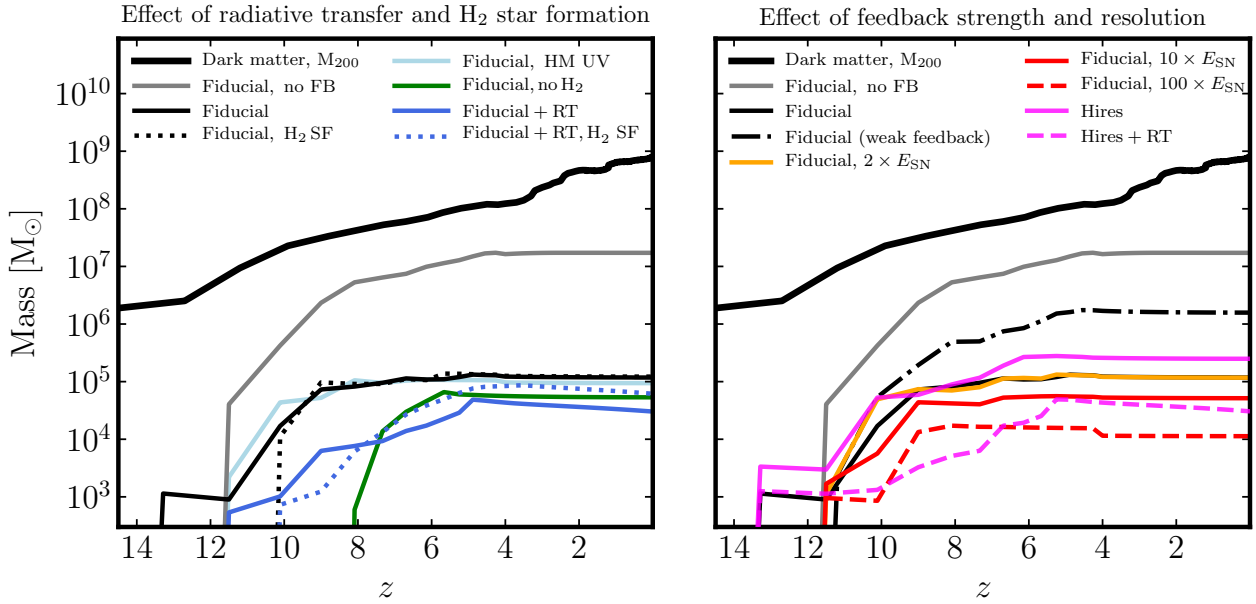 Effect of radiative transfer and H₂ star formation
Dark matter, M₂₀₀
Fiducial, no FB
Fiducial
Fiducial, H₂ SF
Fiducial, HM UV
Fiducial, no H₂
Fiducial + RT
Fiducial + RT, H₂ SF
Mass [M⊙]
10¹⁰
10⁹
10⁸
10⁷
10⁶
10⁵
10⁴
10³
14 12 10 8 6 4 2
z
Effect of feedback strength and resolution
Dark matter, M₂₀₀
Fiducial, no FB
Fiducial
Fiducial (weak feedback)
Fiducial, 2 × E_SN
Fiducial, 10 × E_SN
Fiducial, 100 × E_SN
Hires
Hires + RT
14 12 10 8 6 4 2
z